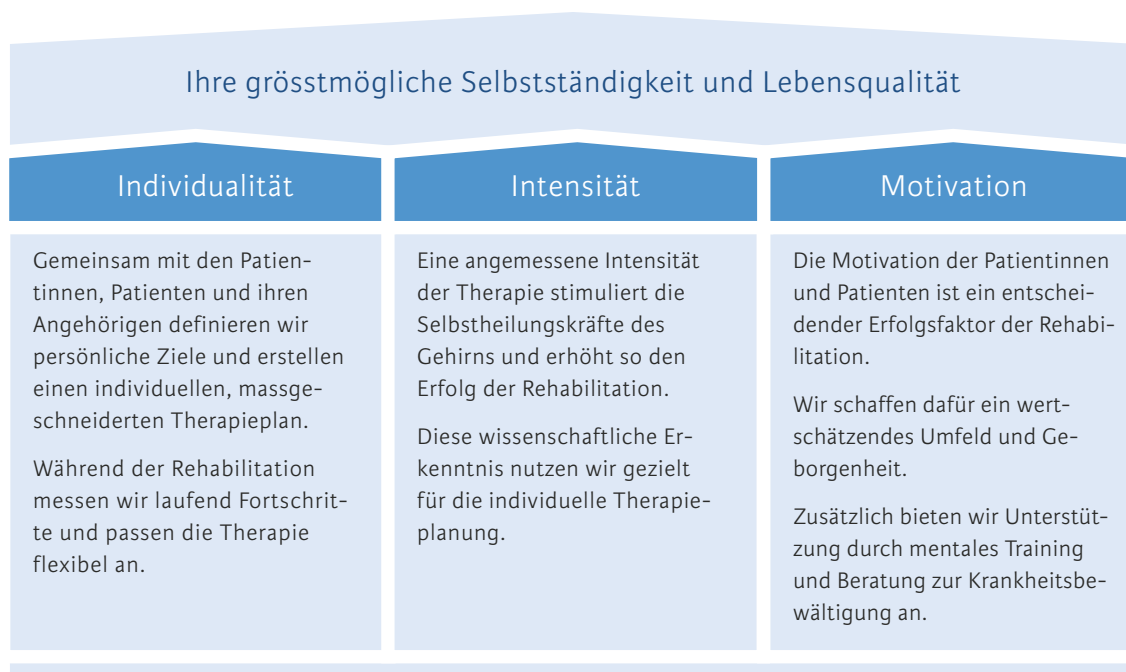 Ihre grösstmögliche Selbstständigkeit und Lebensqualität
Individualität
Gemeinsam mit den Patien-
tinnen, Patienten und ihren
Angehörigen definieren wir
persönliche Ziele und erstellen
einen individuellen, massge-
schneiderten Therapieplan.
Während der Rehabilitation
messen wir laufend Fortschrit-
te und passen die Therapie
flexibel an.
Intensität
Eine angemessene Intensität
der Therapie stimuliert die
Selbstheilungskräfte des
Gehirns und erhöht so den
Erfolg der Rehabilitation.
Diese wissenschaftliche Er-
kenntnis nutzen wir gezielt
für die individuelle Therapie-
planung.
Motivation
Die Motivation der Patientinnen
und Patienten ist ein entschei-
dender Erfolgsfaktor der Rehabi-
litation.
Wir schaffen dafür ein wert-
schätzendes Umfeld und Ge-
borgenheit.
Zusätzlich bieten wir Unterstüt-
zung durch mentales Training
und Beratung zur Krankheitsbe-
wältigung an.